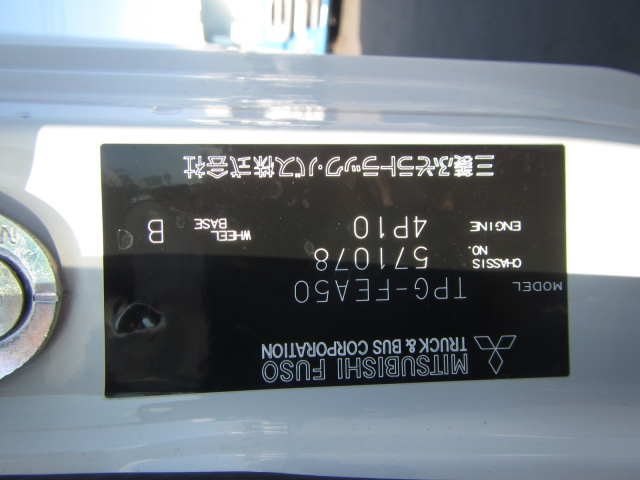 MITSUBISHI FUSO
TRUCK & BUS CORPORATION
MODEL TPG-FEA50
CHASSIS NO. 571078
ENGINE 4P10 WHEEL BASE B
三菱ふそうトラック・バス株式会社